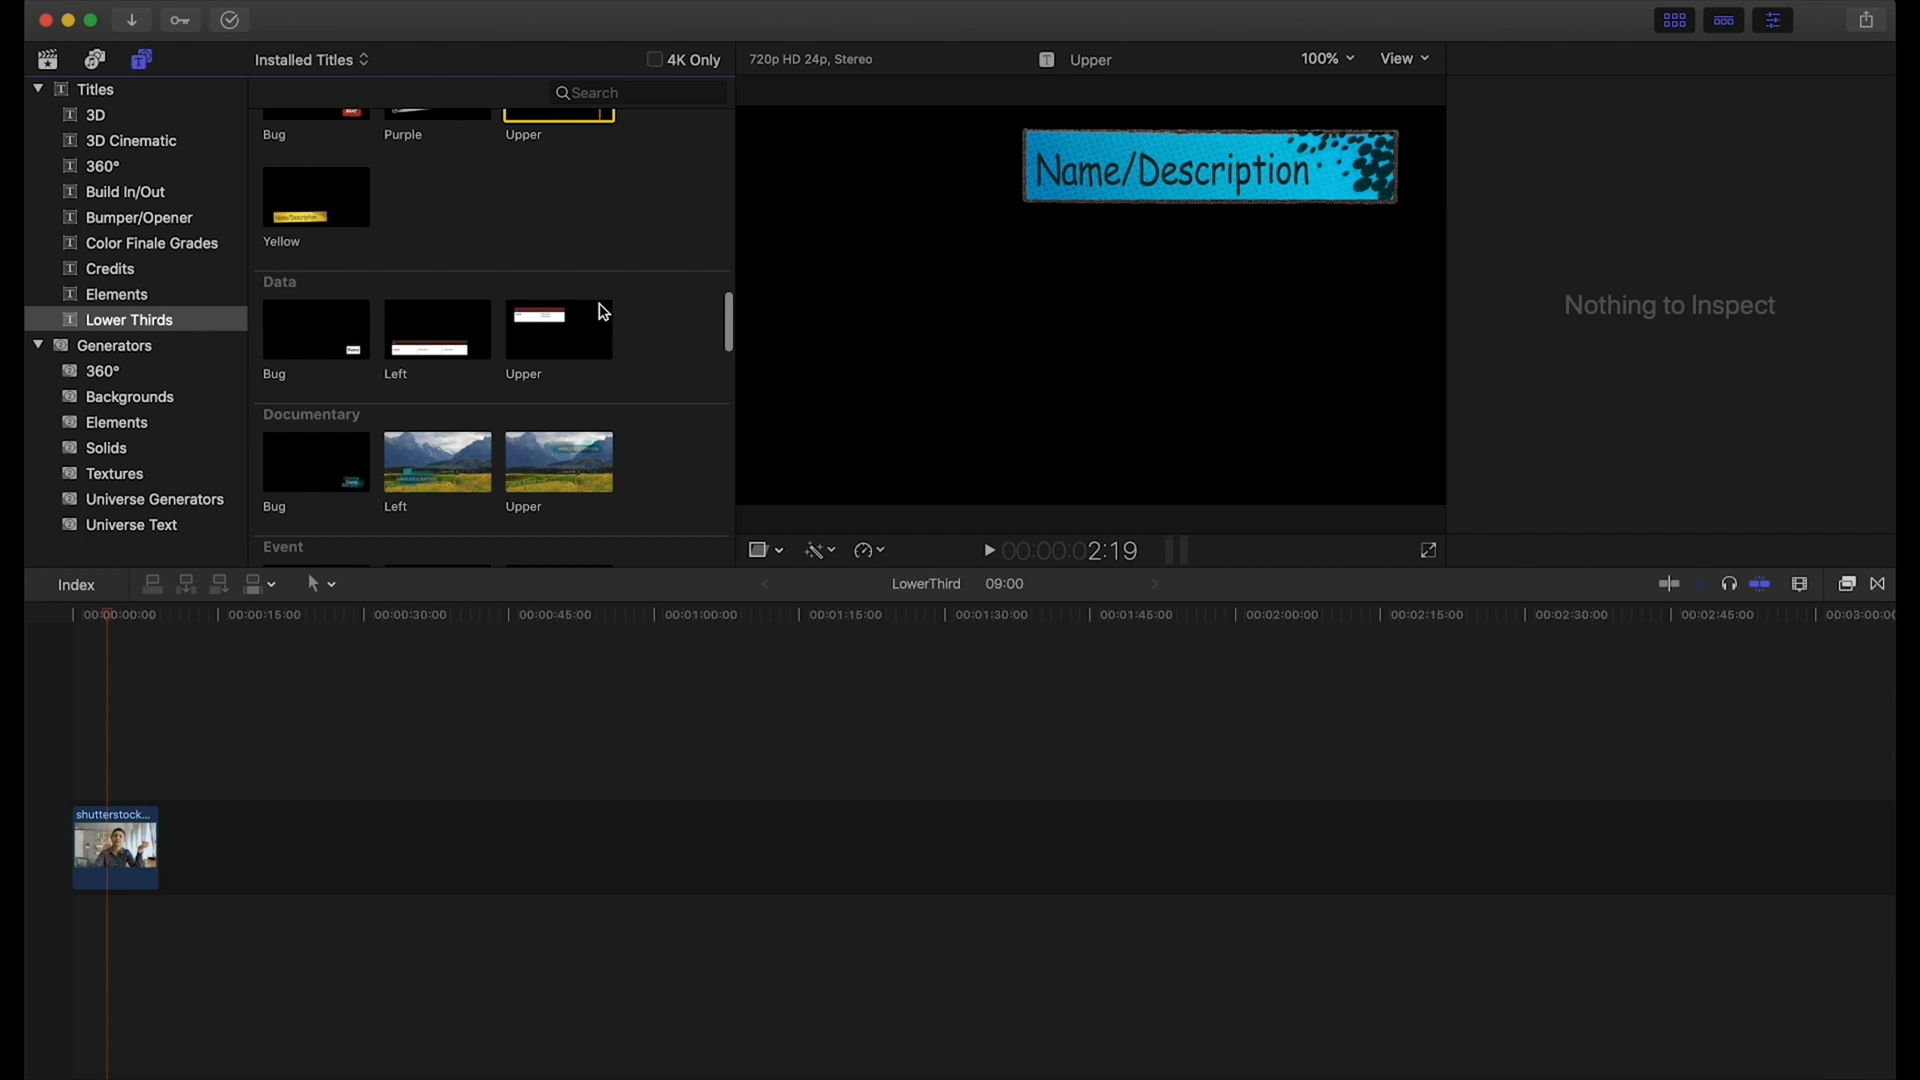 Installed Titles
4K Only
720p HD 24p, Stereo
Upper
100%
View
Titles
3D
3D Cinematic
360°
Build In/Out
Bumper/Opener
Color Finale Grades
Credits
Elements
Lower Thirds
Generators
360°
Backgrounds
Elements
Solids
Textures
Universe Generators
Universe Text
Search
Bug
Purple
Upper
Yellow
Data
Bug
Left
Upper
Documentary
Bug
Left
Upper
Event
Name/Description
Nothing to Inspect
00:00:02:19
Index
LowerThird
09:00
00:00:00:00
00:00:15:00
00:00:30:00
00:00:45:00
00:01:00:00
00:01:15:00
00:01:30:00
00:01:45:00
00:02:00:00
00:02:15:00
00:02:30:00
00:02:45:00
00:03:00:00
shutterstock...